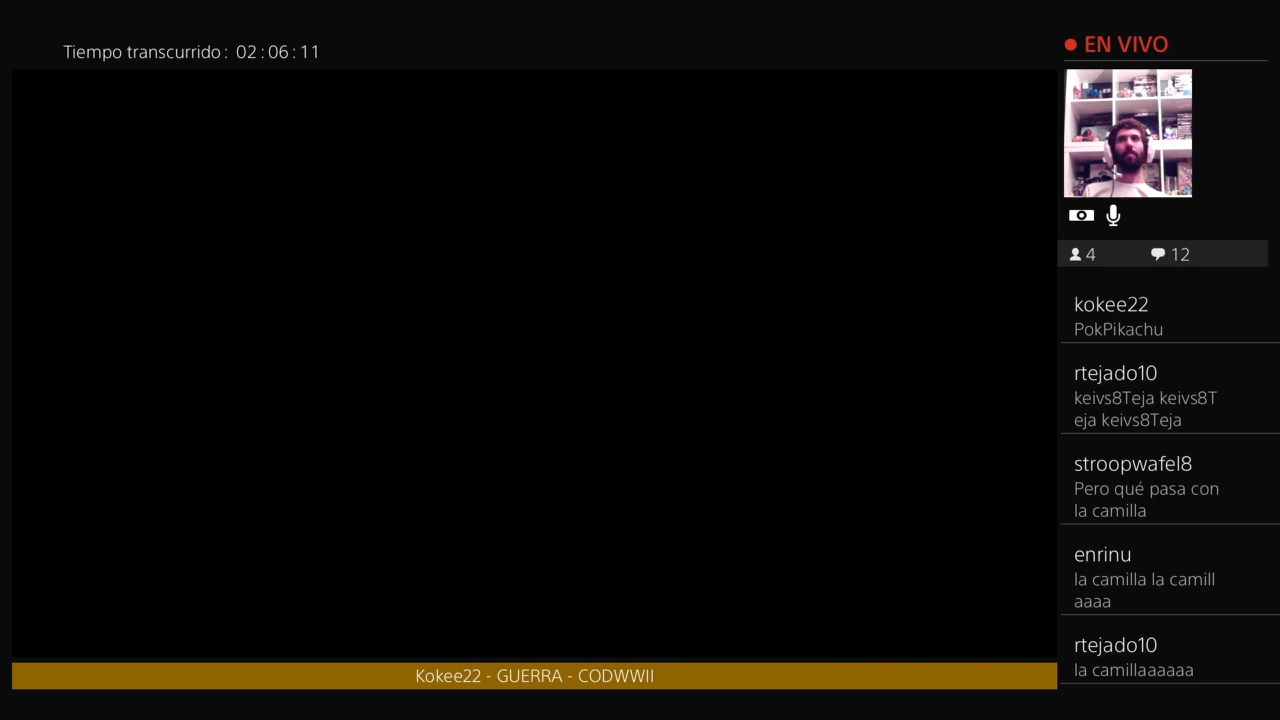 Tiempo transcurrido : 02 : 06 : 11
EN VIVO
4 12
kokee22
PokPikachu
rtejado10
keivs8Teja keivs8T
eja keivs8Teja
stroopwafel8
Pero qué pasa con
la camilla
enrinu
la camilla la camill
aaaa
rtejado10
la camillaaaaaa
Kokee22 - GUERRA - CODWWII